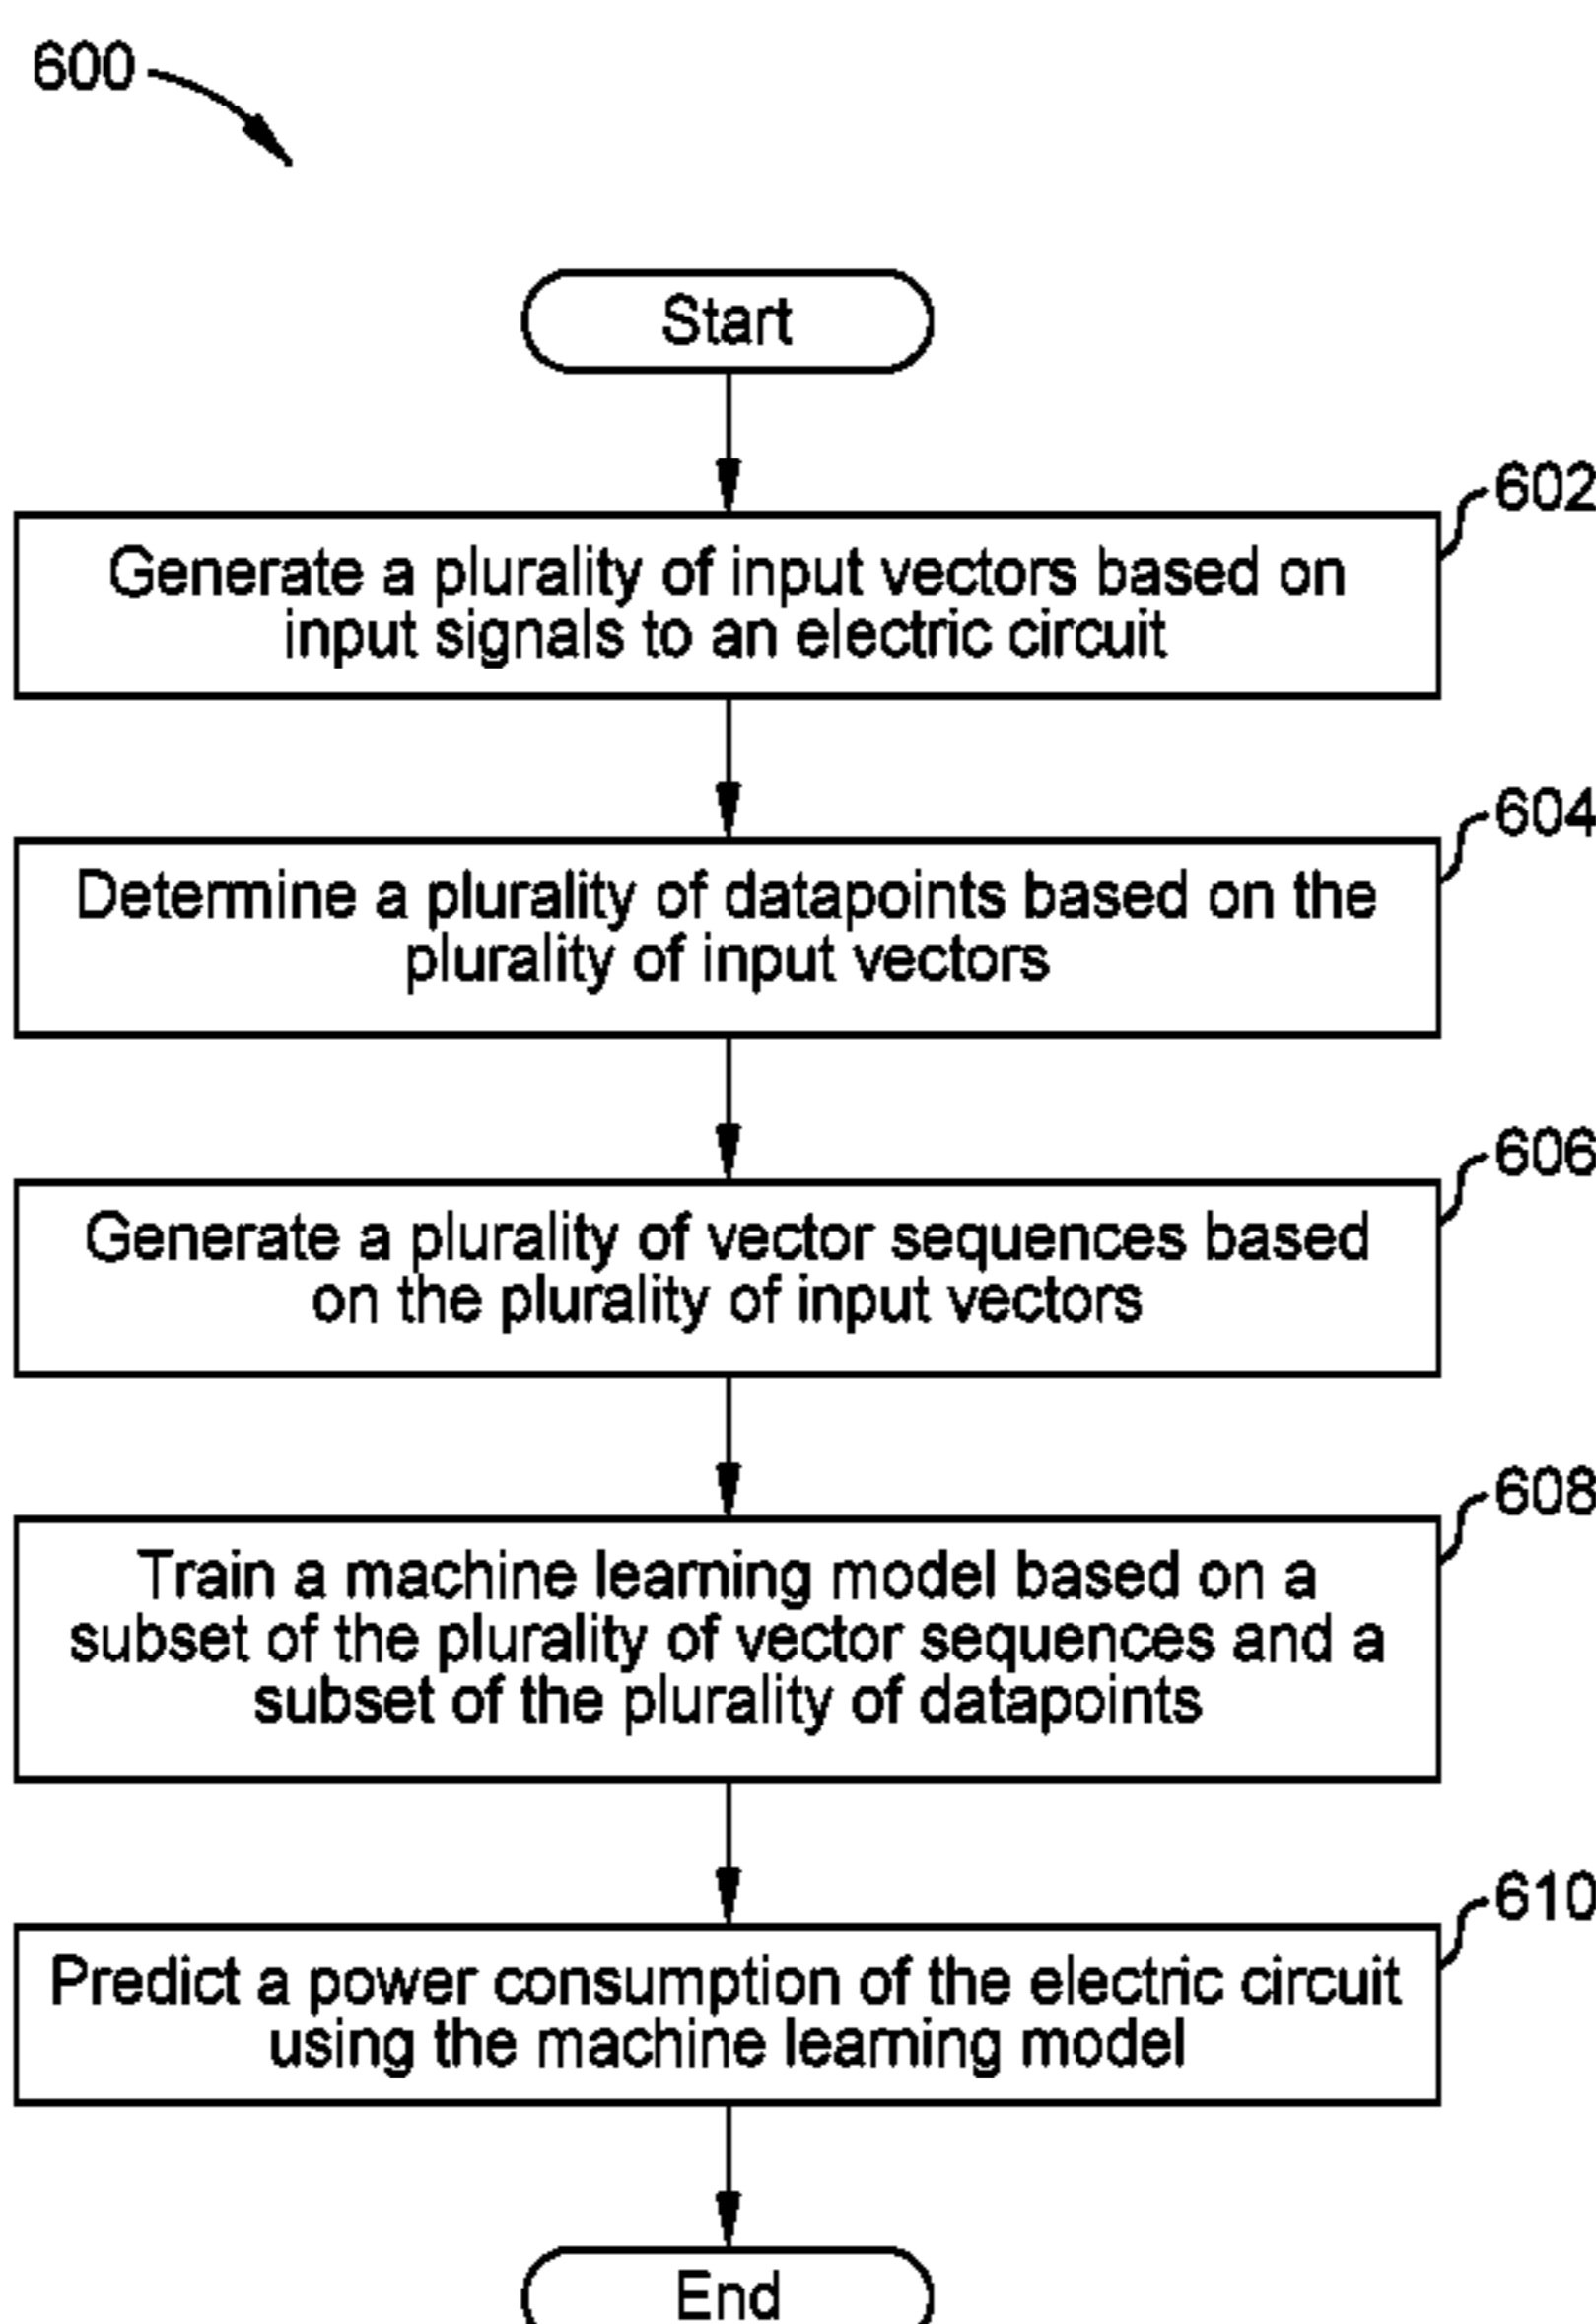 600
Start
602
Generate a plurality of input vectors based on
input signals to an electric circuit
604
Determine a plurality of datapoints based on the
plurality of input vectors
606
Generate a plurality of vector sequences based
on the plurality of input vectors
608
Train a machine learning model based on a
subset of the plurality of vector sequences and a
subset of the plurality of datapoints
610
Predict a power consumption of the electric circuit
using the machine learning model
End